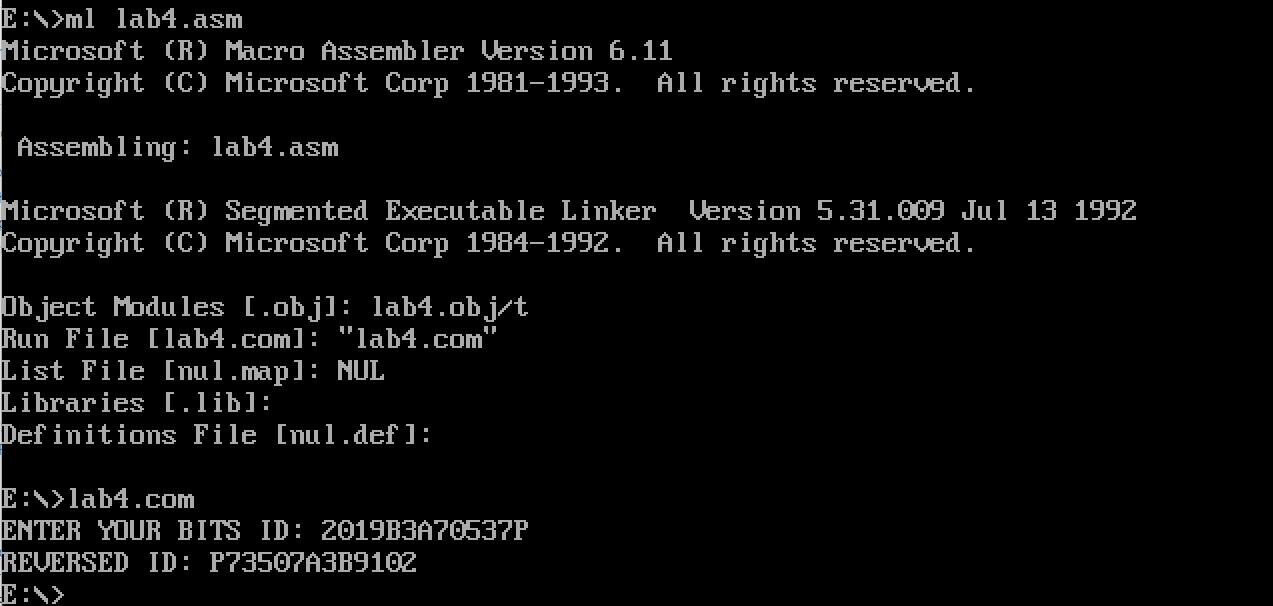 E:\>ml lab4.asm
Microsoft (R) Macro Assembler Version 6.11
Copyright (C) Microsoft Corp 1981-1993.  All rights reserved.
 Assembling: lab4.asm
Microsoft (R) Segmented Executable Linker  Version 5.31.009 Jul 13 1992
Copyright (C) Microsoft Corp 1984-1992.  All rights reserved.
Object Modules [.obj]: lab4.obj/t
Run File [lab4.com]: "lab4.com"
List File [nul.map]: NUL
Libraries [.lib]:
Definitions File [nul.def]:
E:\>lab4.com
ENTER YOUR BITS ID: 2019B3A70537P
REVERSED ID: P73507A3B9102
E:\>